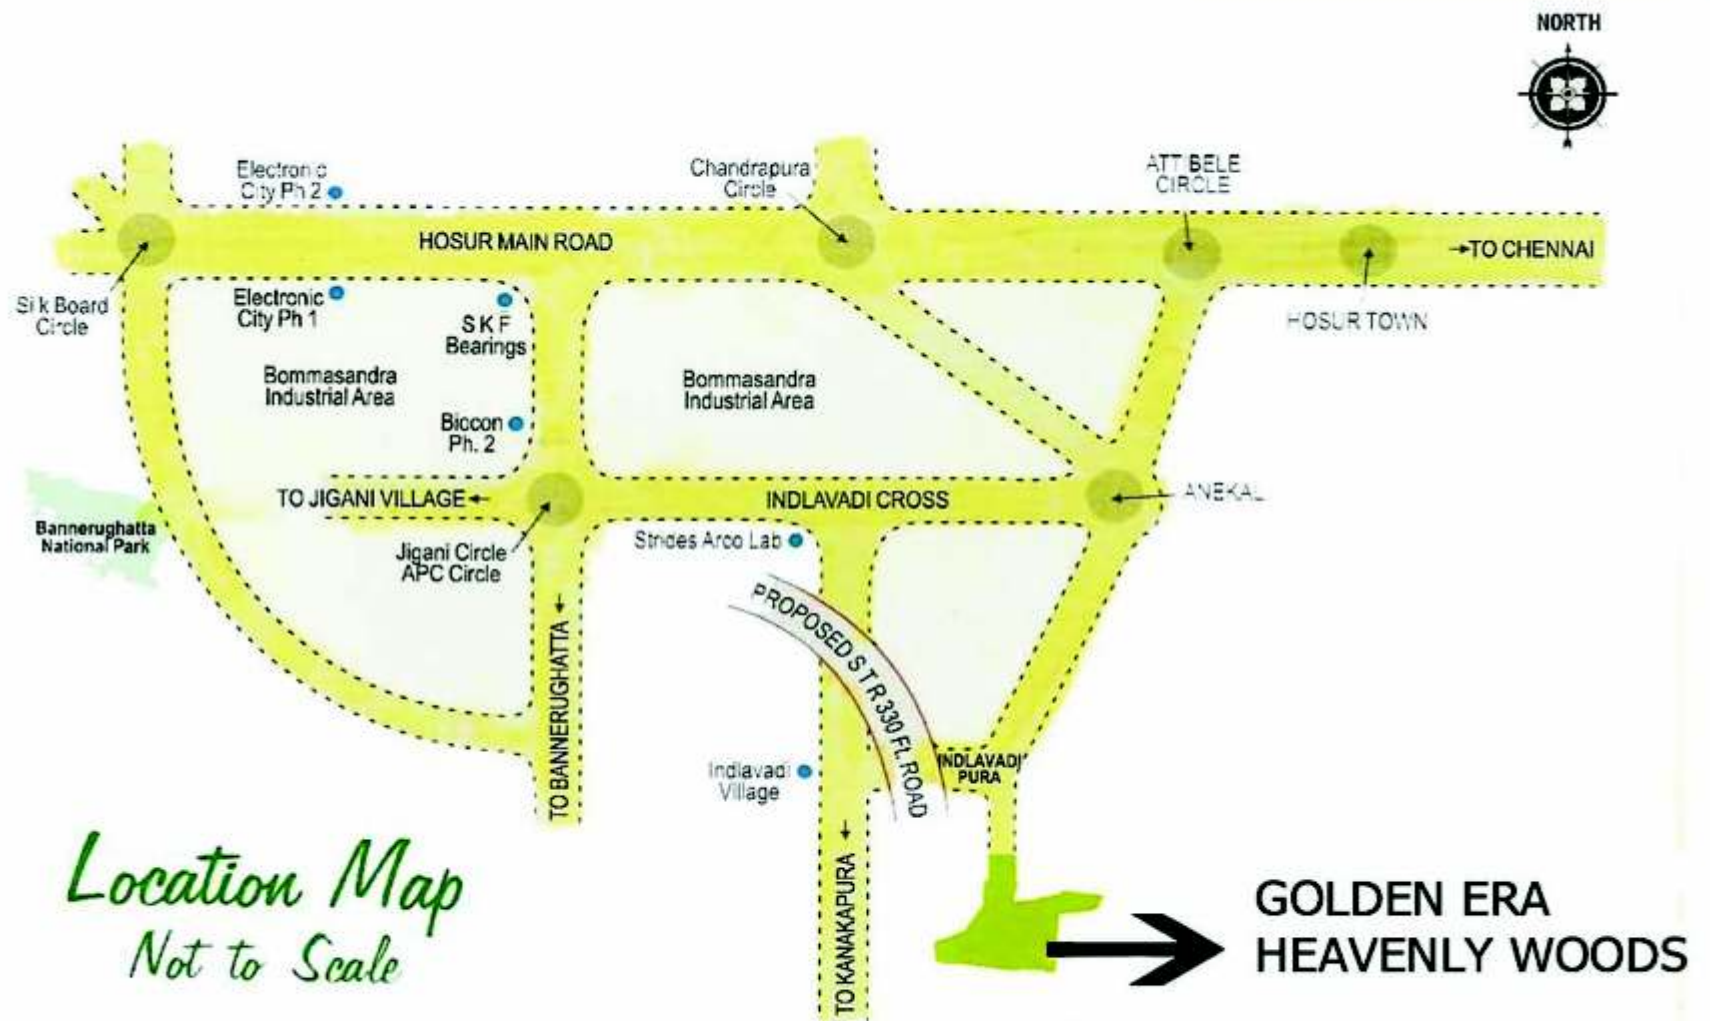 NORTH
Electronic
City Ph 2
Chandrapura
Circle
ATTIBELE
CIRCLE
HOSUR MAIN ROAD
→TO CHENNAI
Silk Board
Circle
Electronic
City Ph 1
S K F
Bearings
HOSUR TOWN
Bommasandra
Industrial Area
Bommasandra
Industrial Area
Biocon
Ph. 2
TO JIGANI VILLAGE←
INDLAVADI CROSS
ANEKAL
Bannerughatta
National Park
Jigani Circle
APC Circle
Strides Arco Lab
PROPOSED S T R 330 Ft. ROAD
TO BANNERUGHATTA
INDLAVADI
PURA
Indlavadi
Village
TO KANAKAPURA
Location Map
Not to Scale
GOLDEN ERA
HEAVENLY WOODS